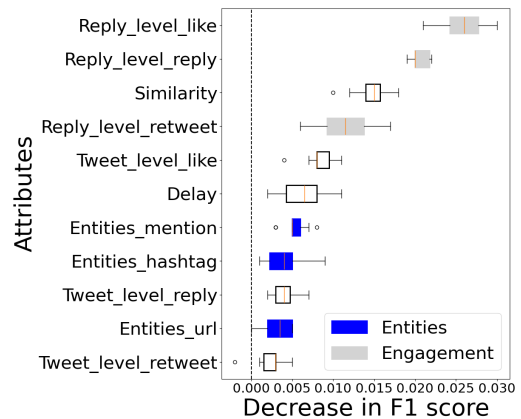 Reply_level_like
Reply_level_reply
Similarity
Reply_level_retweet
Tweet_level_like
Delay
Entities_mention
Entities_hashtag
Tweet_level_reply
Entities_url
Tweet_level_retweet
Attributes
Entities
Engagement
0.000 0.005 0.010 0.015 0.020 0.025 0.030
Decrease in F1 score